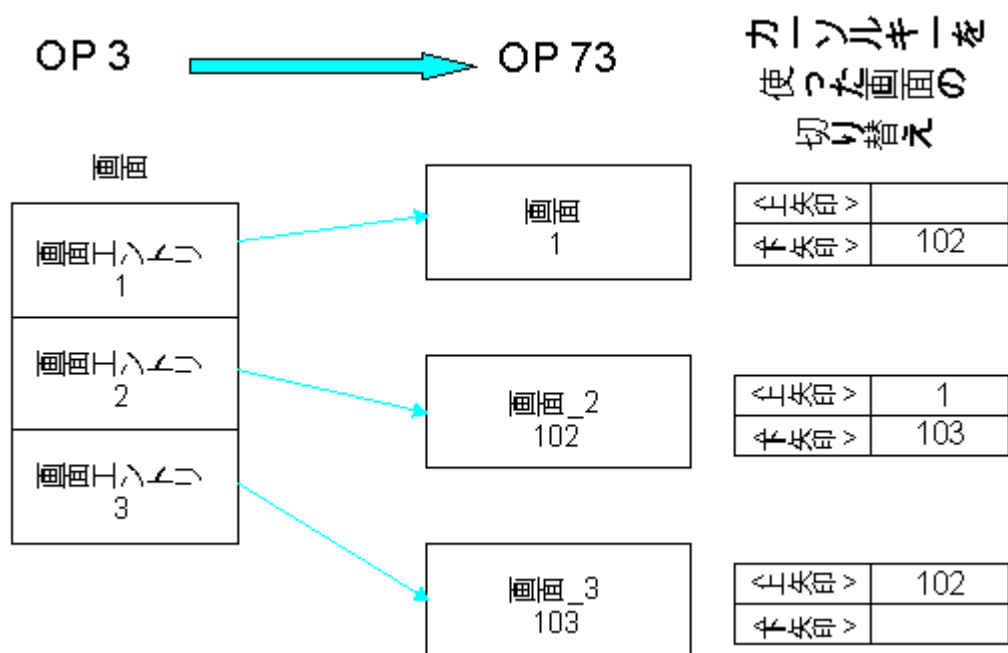 OP 3
OP 73
カーソルキーを
使った画面の
切り替え
画面
画面エントリ
1
画面エントリ
2
画面エントリ
3
画面
1
画面_2
102
画面_3
103
<上矢印>
<下矢印> 102
<上矢印> 1
<下矢印> 103
<上矢印> 102
<下矢印>